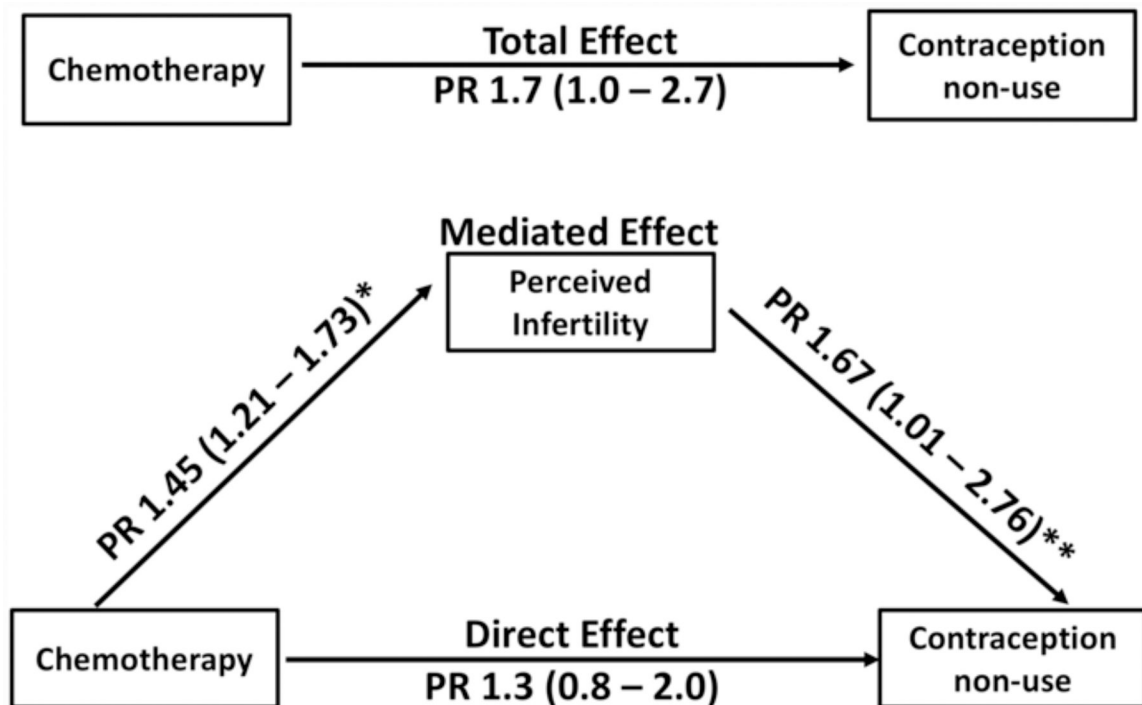 Chemotherapy
Total Effect
PR 1.7 (1.0 – 2.7)
Contraception
non-use
Mediated Effect
Perceived
Infertility
PR 1.45 (1.21 – 1.73)*
PR 1.67 (1.01 – 2.76)**
Chemotherapy
Direct Effect
PR 1.3 (0.8 – 2.0)
Contraception
non-use